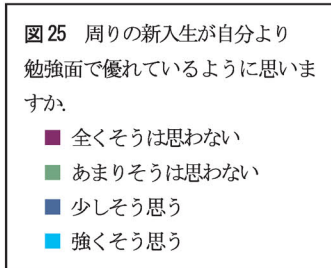 図25 周りの新入生が自分より
勉強面で優れているように思いま
すか.
全くそうは思わない
あまりそうは思わない
少しそう思う
強くそう思う